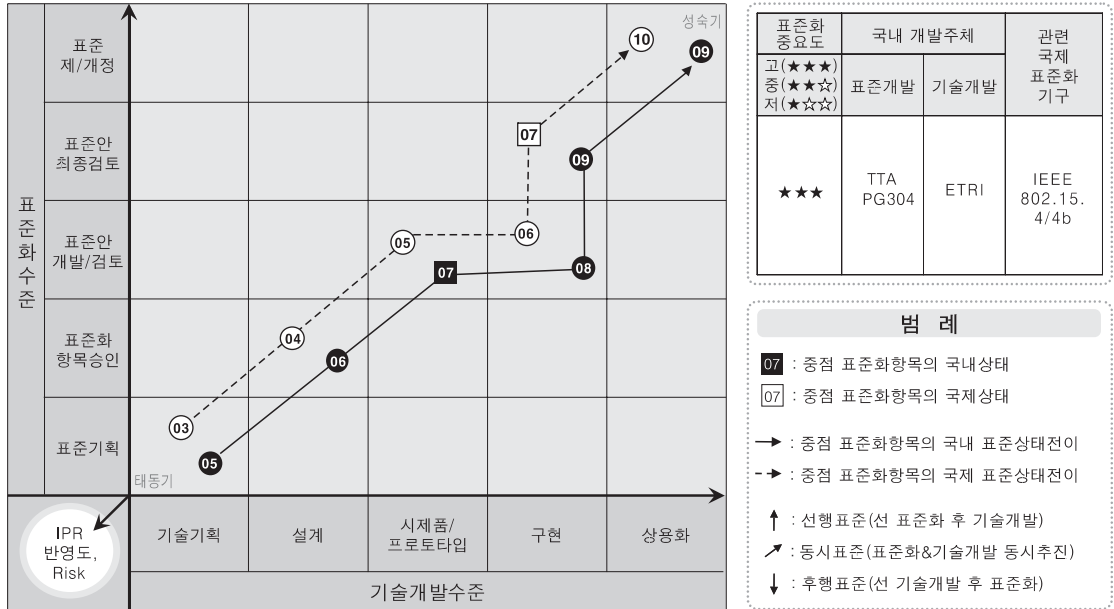 표준
제/개정
표준안
최종검토
표준안
개발/검토
표준화
항목승인
표준기획
표준화수준
성숙기
태동기
10
09
07
09
05
06
07
08
04
06
03
05
IPR
반영도,
Risk
기술기획
설계
시제품/
프로토타입
구현
상용화
기술개발수준
표준화
중요도
국내 개발주체
관련
국제
표준화
기구
고(★★★)
중(★★☆)
저(★☆☆)
표준개발
기술개발
★★★
TTA
PG304
ETRI
IEEE
802.15.
4/4b
범 례
07 : 중점 표준화항목의 국내상태
07 : 중점 표준화항목의 국제상태
: 중점 표준화항목의 국내 표준상태전이
: 중점 표준화항목의 국제 표준상태전이
: 선행표준(선 표준화 후 기술개발)
: 동시표준(표준화&기술개발 동시추진)
: 후행표준(선 기술개발 후 표준화)